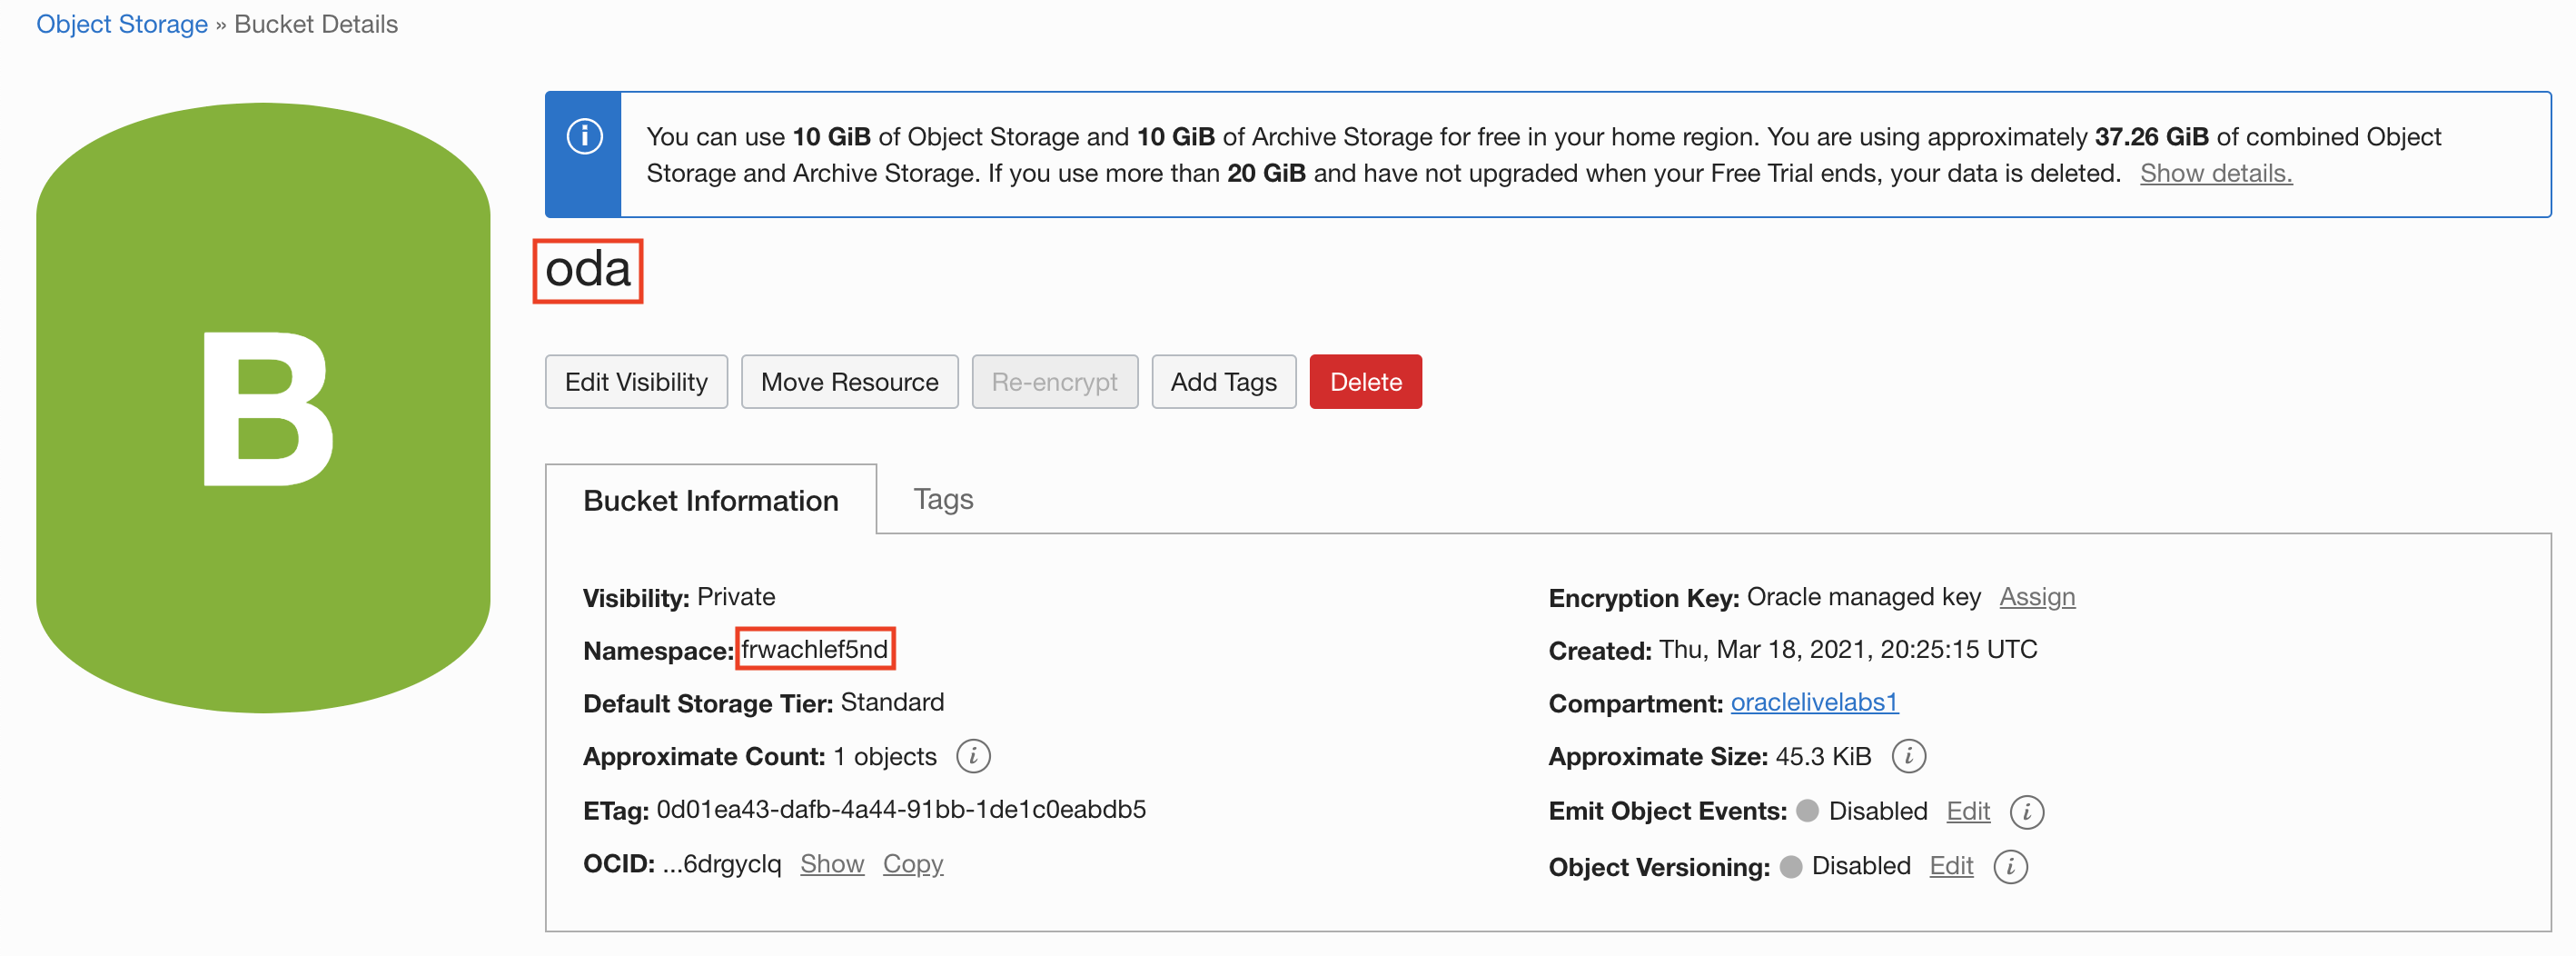 Object Storage » Bucket Details
You can use 10 GiB of Object Storage and 10 GiB of Archive Storage for free in your home region. You are using approximately 37.26 GiB of combined Object
Storage and Archive Storage. If you use more than 20 GiB and have not upgraded when your Free Trial ends, your data is deleted. Show details.
B
oda
Edit Visibility Move Resource Re-encrypt Add Tags Delete
Bucket Information Tags
Visibility: Private
Namespace: frwachlef5nd
Default Storage Tier: Standard
Approximate Count: 1 objects i
ETag: 0d01ea43-dafb-4a44-91bb-1de1c0eabdb5
OCID: ...6drgyclq Show Copy
Encryption Key: Oracle managed key Assign
Created: Thu, Mar 18, 2021, 20:25:15 UTC
Compartment: oraclelivelabs1
Approximate Size: 45.3 KiB i
Emit Object Events: Disabled Edit i
Object Versioning: Disabled Edit i